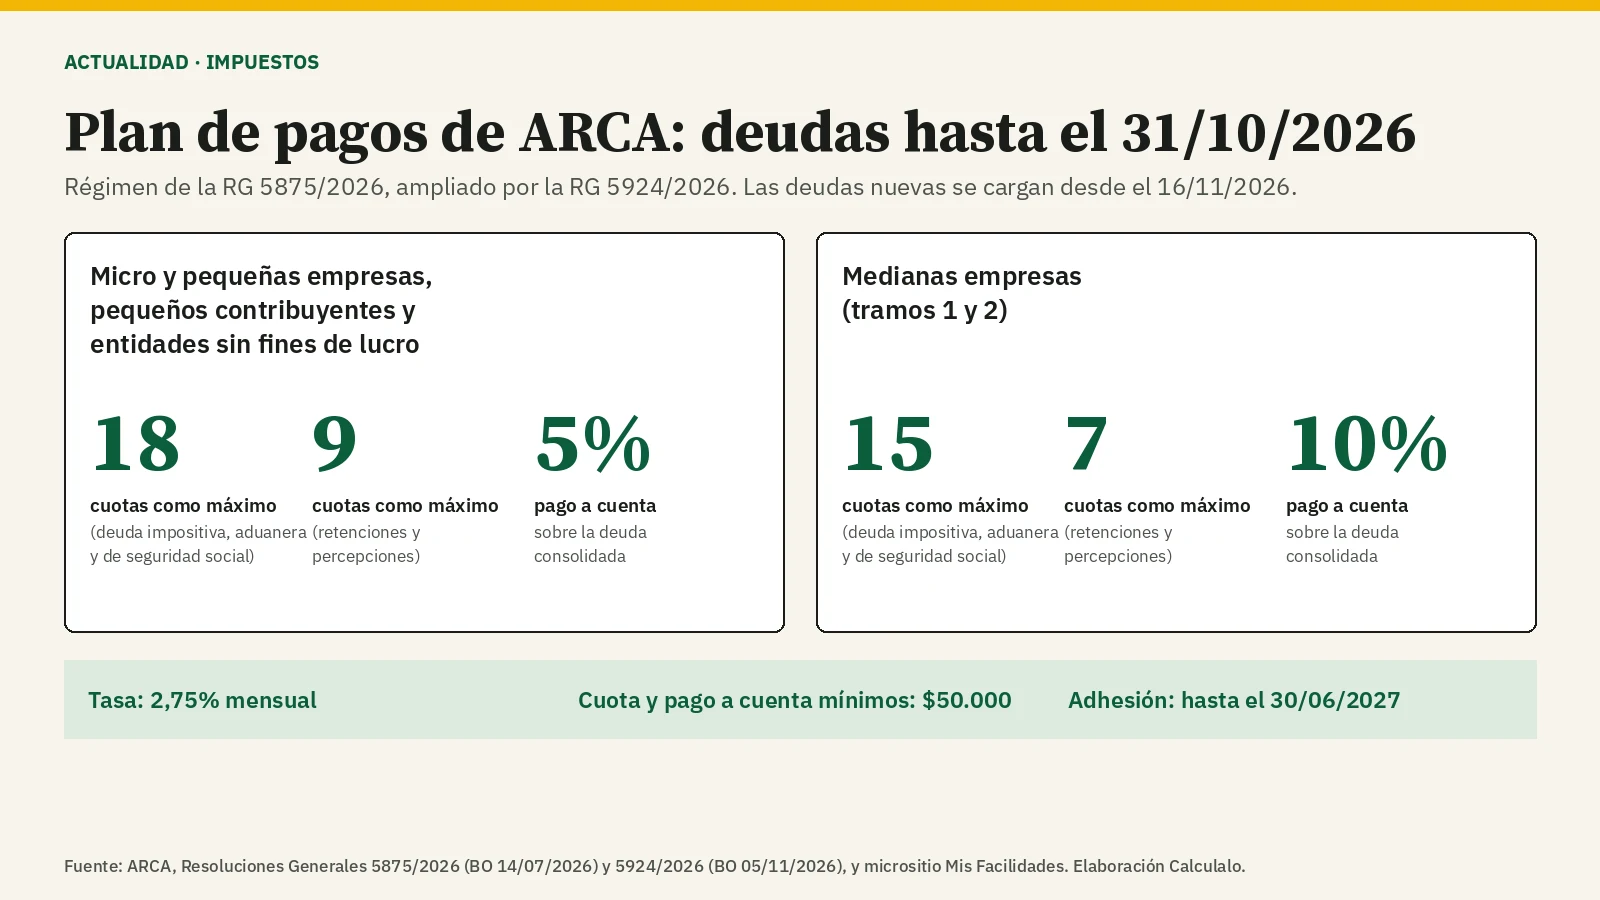 ACTUALIDAD · IMPUESTOS
Plan de pagos de ARCA: deudas hasta el 31/10/2026
Régimen de la RG 5875/2026, ampliado por la RG 5924/2026. Las deudas nuevas se cargan desde el 16/11/2026.
Micro y pequeñas empresas,
pequeños contribuyentes y
entidades sin fines de lucro
18
cuotas como máximo
(deuda impositiva, aduanera
y de seguridad social)
9
cuotas como máximo
(retenciones y
percepciones)
5%
pago a cuenta
sobre la deuda
consolidada
Medianas empresas
(tramos 1 y 2)
15
cuotas como máximo
(deuda impositiva, aduanera
y de seguridad social)
7
cuotas como máximo
(retenciones y
percepciones)
10%
pago a cuenta
sobre la deuda
consolidada
Tasa: 2,75% mensual
Cuota y pago a cuenta mínimos: $50.000
Adhesión: hasta el 30/06/2027
Fuente: ARCA, Resoluciones Generales 5875/2026 (BO 14/07/2026) y 5924/2026 (BO 05/11/2026), y micrositio Mis Facilidades. Elaboración Calculalo.